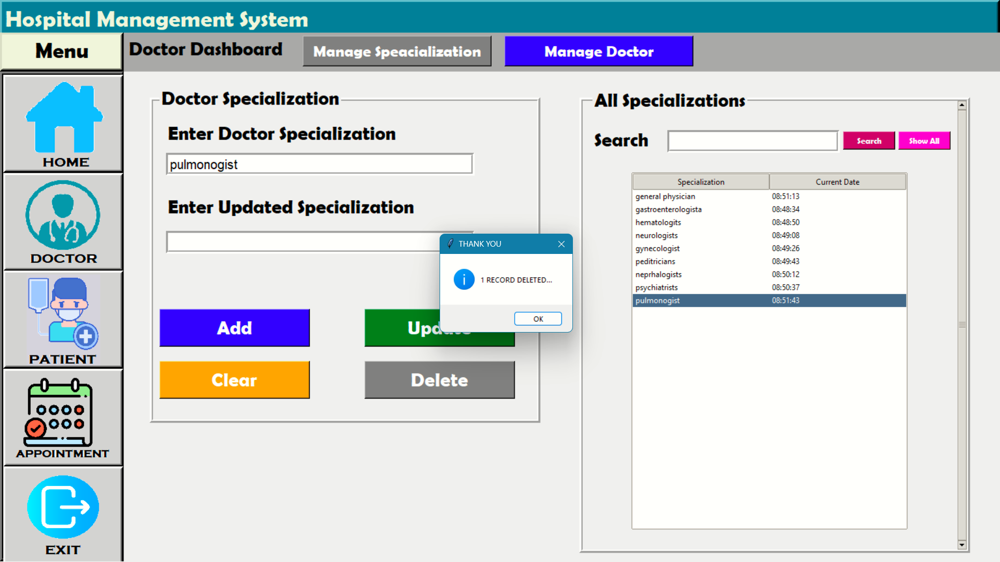 Hospital Management System
Menu
Doctor Dashboard
Manage Speacialization
Manage Doctor
HOME
DOCTOR
PATIENT
APPOINTMENT
EXIT
Doctor Specialization
Enter Doctor Specialization
pulmonogist
Enter Updated Specialization
Add
Clear
Delete
THANK YOU
1 RECORD DELETED...
OK
All Specializations
Search
Search
Show All
Specialization Current Date
general physician 08:51:13
gastroenterologista 08:48:34
hematologits 08:48:50
neurologists 08:49:08
gynecologist 08:49:26
peditricians 08:49:43
neprhalogists 08:50:12
psychiatrists 08:50:37
pulmonogist 08:51:43